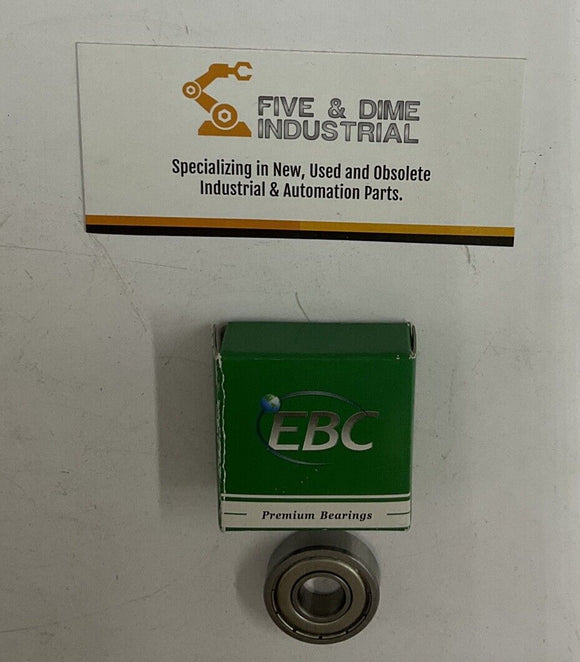 FIVE & DIME
INDUSTRIAL
Specializing in New, Used and Obsolete
Industrial & Automation Parts.
EBC
Premium Bearings